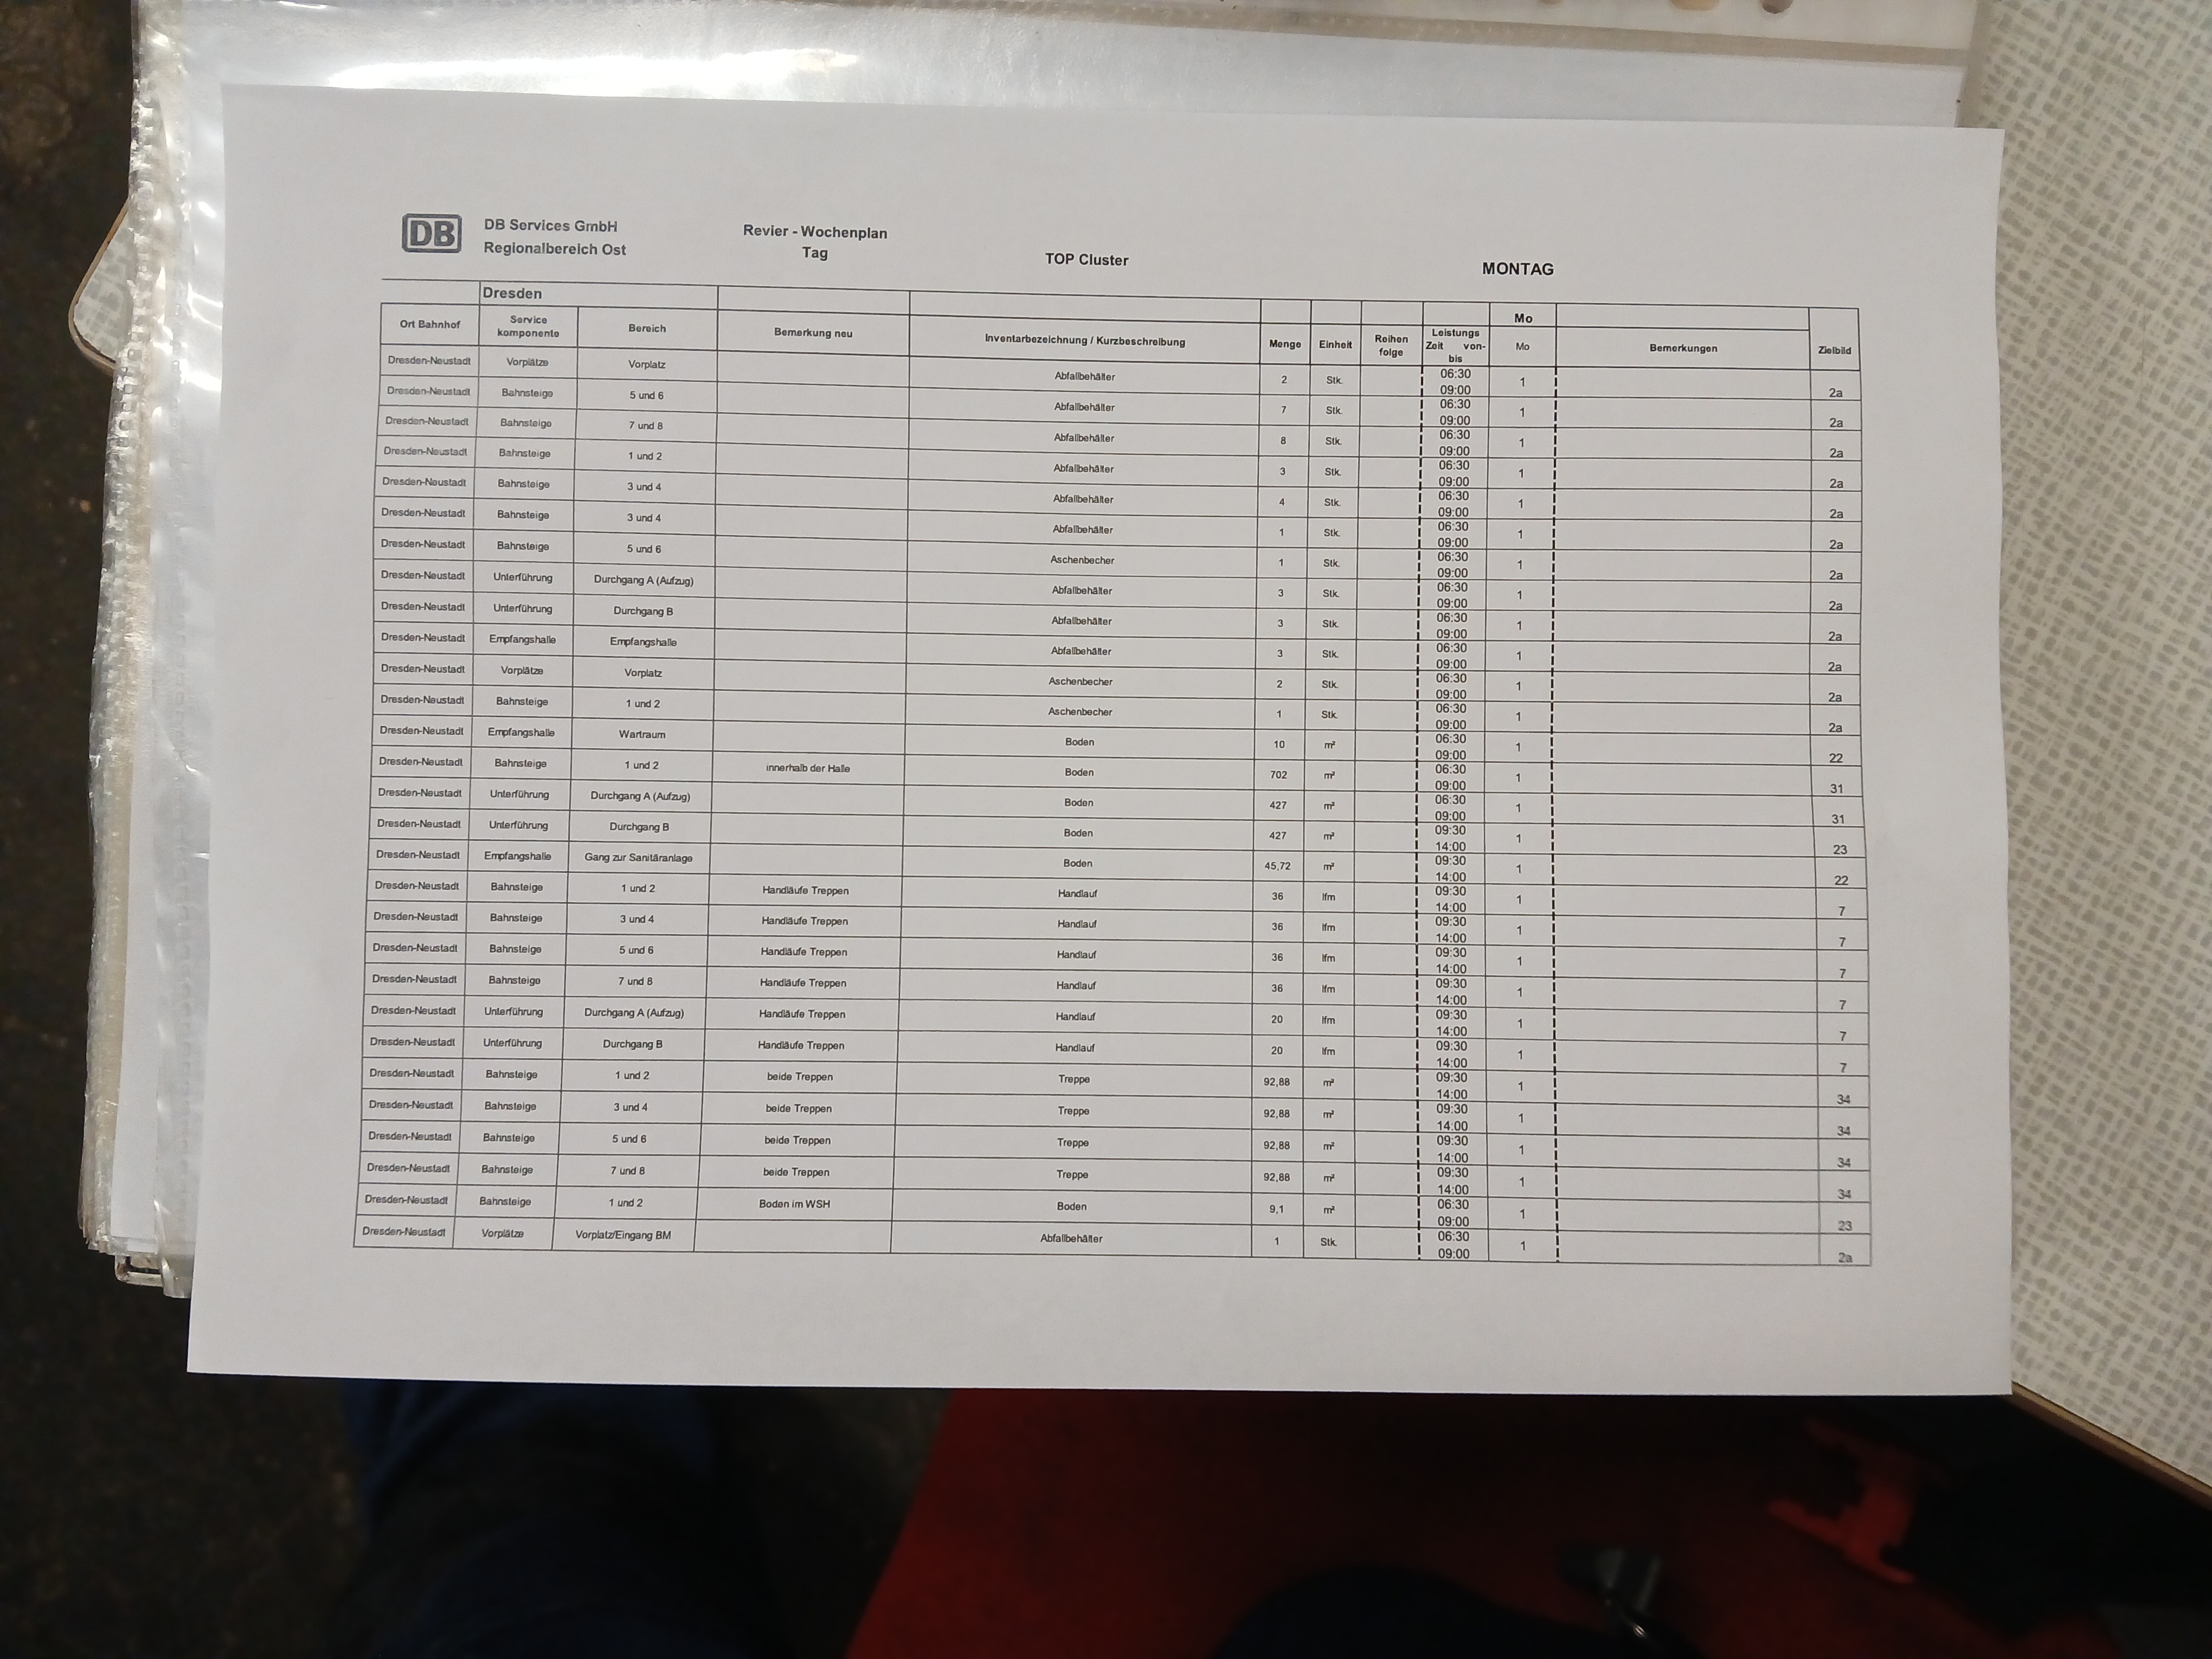 DB
DB Services GmbH
Regionalbereich Ost
Revier - Wochenplan
Tag
TOP Cluster
MONTAG
Dresden
Mo
Ort Bahnhof Service komponente Bereich Bemerkung neu Inventarbezeichnung / Kurzbeschreibung Menge Einheit Reihen folge Leistungs Zeit von-bis Mo Bemerkungen Zielbild
Dresden-Neustadt Vorplätze Vorplatz Abfallbehälter 2 Stk. 06:30 09:00 1 2a
Dresden-Neustadt Bahnsteige 5 und 6 Abfallbehälter 7 Stk. 06:30 09:00 1 2a
Dresden-Neustadt Bahnsteige 7 und 8 Abfallbehälter 8 Stk. 06:30 09:00 1 2a
Dresden-Neustadt Bahnsteige 1 und 2 Abfallbehälter 3 Stk. 06:30 09:00 1 2a
Dresden-Neustadt Bahnsteige 3 und 4 Abfallbehälter 4 Stk. 06:30 09:00 1 2a
Dresden-Neustadt Bahnsteige 3 und 4 Abfallbehälter 1 Stk. 06:30 09:00 1 2a
Dresden-Neustadt Bahnsteige 5 und 6 Aschenbecher 1 Stk. 06:30 09:00 1 2a
Dresden-Neustadt Unterführung Durchgang A (Aufzug) Abfallbehälter 3 Stk. 06:30 09:00 1 2a
Dresden-Neustadt Unterführung Durchgang B Abfallbehälter 3 Stk. 06:30 09:00 1 2a
Dresden-Neustadt Empfangshalle Empfangshalle Abfallbehälter 3 Stk. 06:30 09:00 1 2a
Dresden-Neustadt Vorplätze Vorplatz Aschenbecher 2 Stk. 06:30 09:00 1 2a
Dresden-Neustadt Bahnsteige 1 und 2 Aschenbecher 1 Stk. 06:30 09:00 1 2a
Dresden-Neustadt Empfangshalle Wartraum Boden 10 m² 06:30 09:00 1 22
Dresden-Neustadt Bahnsteige 1 und 2 innerhalb der Halle Boden 702 m² 06:30 09:00 1 31
Dresden-Neustadt Unterführung Durchgang A (Aufzug) Boden 427 m² 06:30 09:00 1 31
Dresden-Neustadt Unterführung Durchgang B Boden 427 m² 09:30 14:00 1 23
Dresden-Neustadt Empfangshalle Gang zur Sanitäranlage Boden 45,72 m² 09:30 14:00 1 22
Dresden-Neustadt Bahnsteige 1 und 2 Handläufe Treppen Handlauf 36 lfm 09:30 14:00 1 7
Dresden-Neustadt Bahnsteige 3 und 4 Handläufe Treppen Handlauf 36 lfm 09:30 14:00 1 7
Dresden-Neustadt Bahnsteige 5 und 6 Handläufe Treppen Handlauf 36 lfm 09:30 14:00 1 7
Dresden-Neustadt Bahnsteige 7 und 8 Handläufe Treppen Handlauf 36 lfm 09:30 14:00 1 7
Dresden-Neustadt Unterführung Durchgang A (Aufzug) Handläufe Treppen Handlauf 20 lfm 09:30 14:00 1 7
Dresden-Neustadt Unterführung Durchgang B Handläufe Treppen Handlauf 20 lfm 09:30 14:00 1 7
Dresden-Neustadt Bahnsteige 1 und 2 beide Treppen Treppe 92,88 m² 09:30 14:00 1 34
Dresden-Neustadt Bahnsteige 3 und 4 beide Treppen Treppe 92,88 m² 09:30 14:00 1 34
Dresden-Neustadt Bahnsteige 5 und 6 beide Treppen Treppe 92,88 m² 09:30 14:00 1 34
Dresden-Neustadt Bahnsteige 7 und 8 beide Treppen Treppe 92,88 m² 09:30 14:00 1 34
Dresden-Neustadt Bahnsteige 1 und 2 Boden im WSH Boden 9,1 m² 06:30 09:00 1 23
Dresden-Neustadt Vorplätze Vorplatz/Eingang BM Abfallbehälter 1 Stk. 06:30 09:00 1 2a